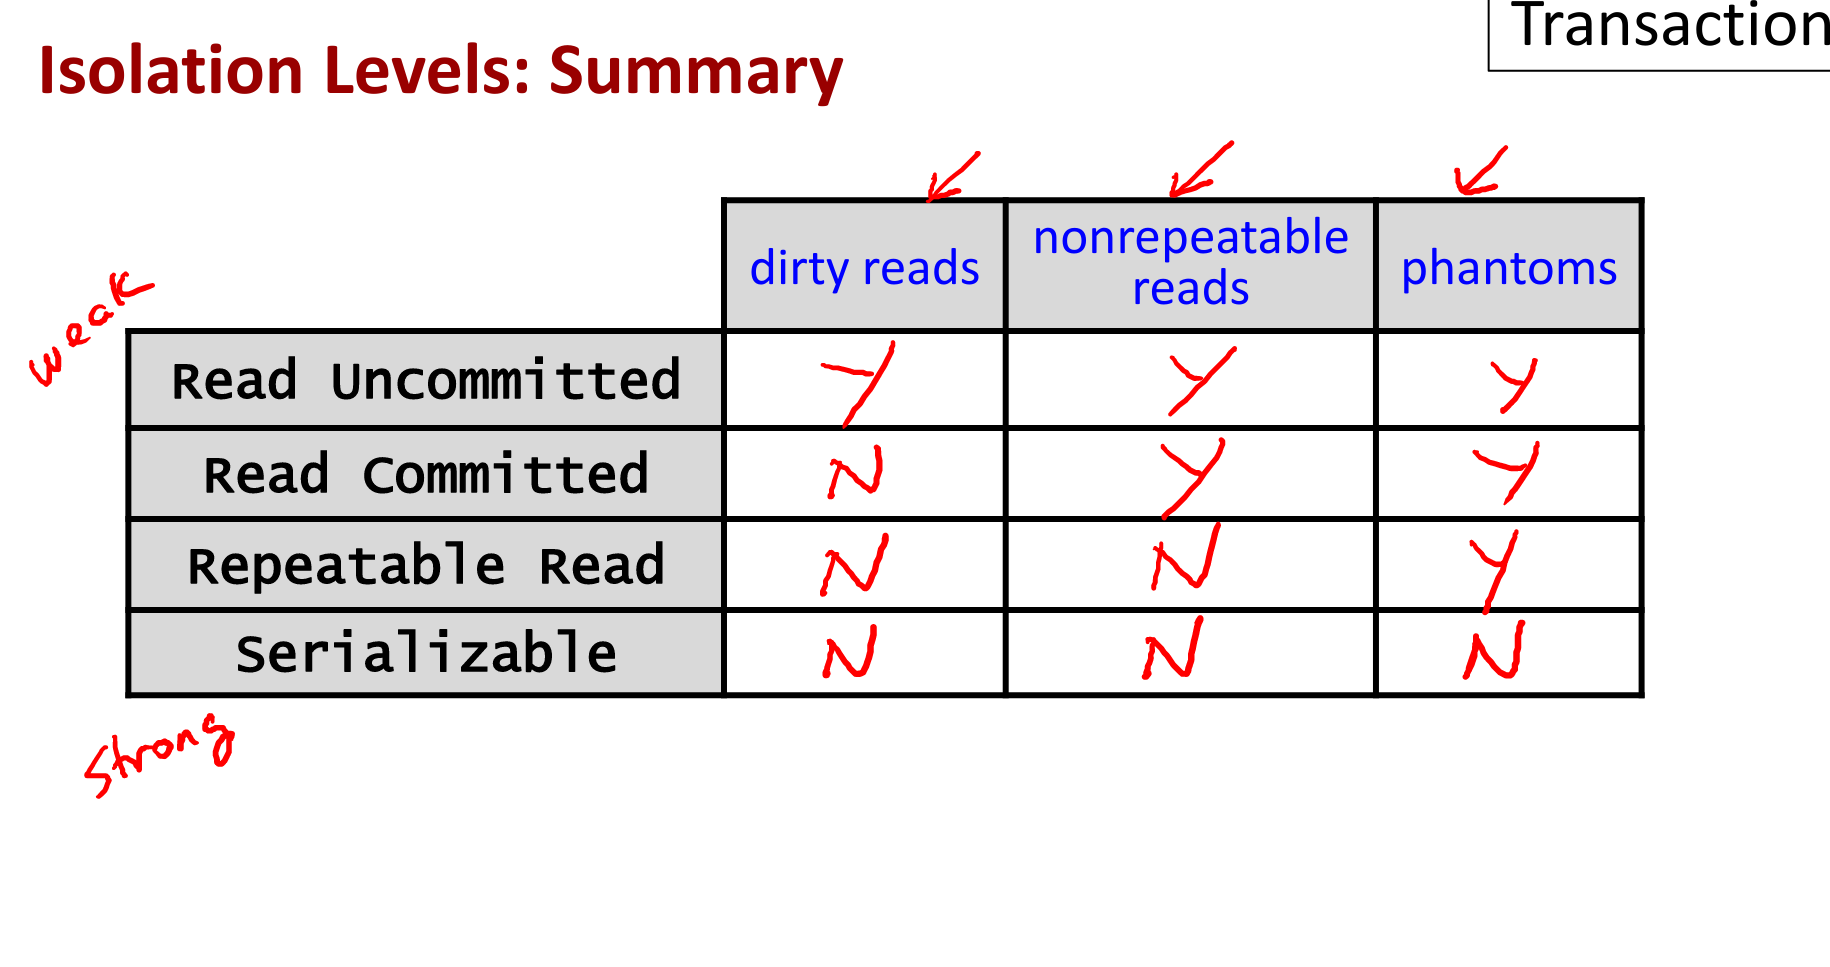 Transaction
Isolation Levels: Summary
dirty reads
nonrepeatable
reads
phantoms
weak
Read Uncommitted Y Y Y
Read Committed N Y Y
Repeatable Read N N Y
Serializable N N N
Strong